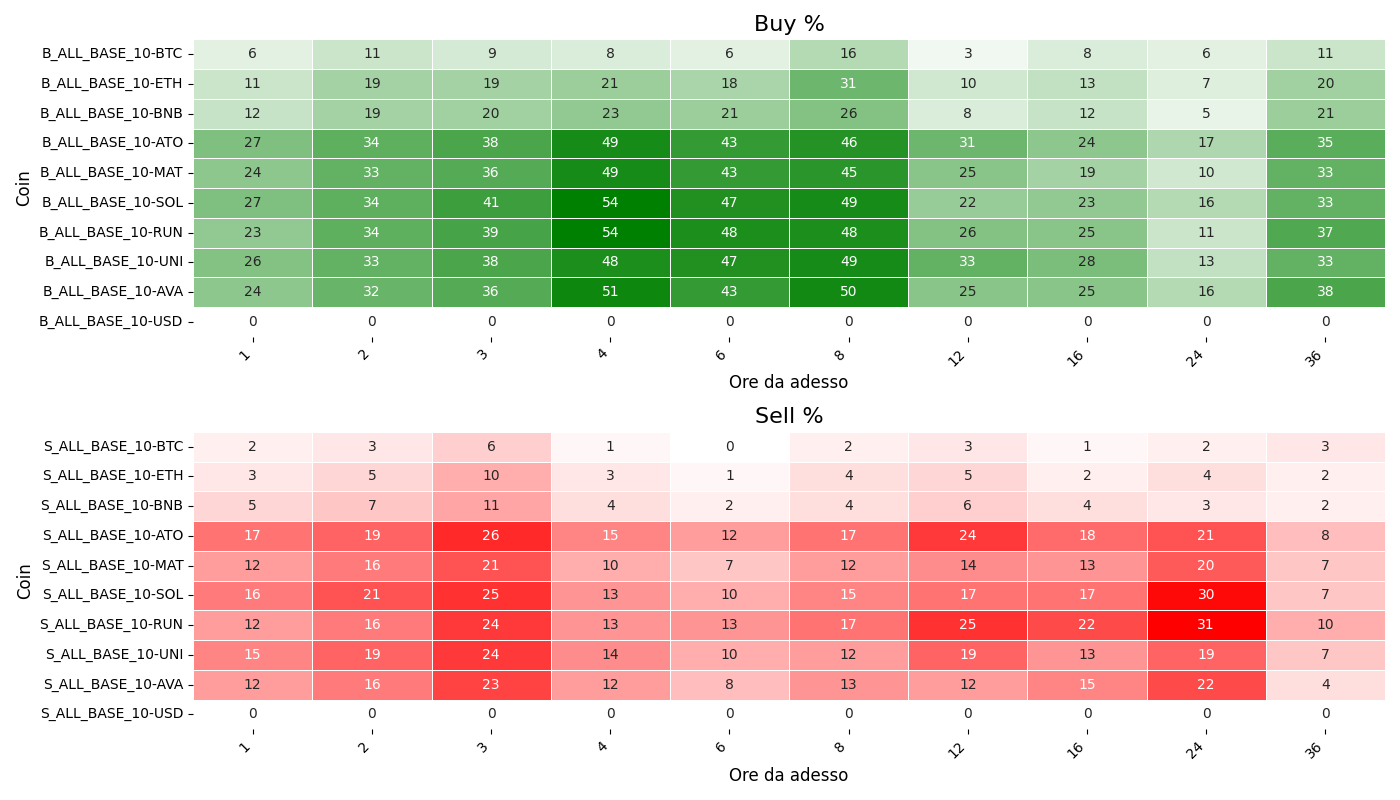 Buy %
Coin
B_ALL_BASE_10-BTC 6 11 9 8 6 16 3 8 6 11
B_ALL_BASE_10-ETH 11 19 19 21 18 31 10 13 7 20
B_ALL_BASE_10-BNB 12 19 20 23 21 26 8 12 5 21
B_ALL_BASE_10-ATO 27 34 38 49 43 46 31 24 17 35
B_ALL_BASE_10-MAT 24 33 36 49 43 45 25 19 10 33
B_ALL_BASE_10-SOL 27 34 41 54 47 49 22 23 16 33
B_ALL_BASE_10-RUN 23 34 39 54 48 48 26 25 11 37
B_ALL_BASE_10-UNI 26 33 38 48 47 49 33 28 13 33
B_ALL_BASE_10-AVA 24 32 36 51 43 50 25 25 16 38
B_ALL_BASE_10-USD 0 0 0 0 0 0 0 0 0 0
1 2 3 4 6 8 12 16 24 36
Ore da adesso
Sell %
Coin
S_ALL_BASE_10-BTC 2 3 6 1 0 2 3 1 2 3
S_ALL_BASE_10-ETH 3 5 10 3 1 4 5 2 4 2
S_ALL_BASE_10-BNB 5 7 11 4 2 4 6 4 3 2
S_ALL_BASE_10-ATO 17 19 26 15 12 17 24 18 21 8
S_ALL_BASE_10-MAT 12 16 21 10 7 12 14 13 20 7
S_ALL_BASE_10-SOL 16 21 25 13 10 15 17 17 30 7
S_ALL_BASE_10-RUN 12 16 24 13 13 17 25 22 31 10
S_ALL_BASE_10-UNI 15 19 24 14 10 12 19 13 19 7
S_ALL_BASE_10-AVA 12 16 23 12 8 13 12 15 22 4
S_ALL_BASE_10-USD 0 0 0 0 0 0 0 0 0 0
1 2 3 4 6 8 12 16 24 36
Ore da adesso